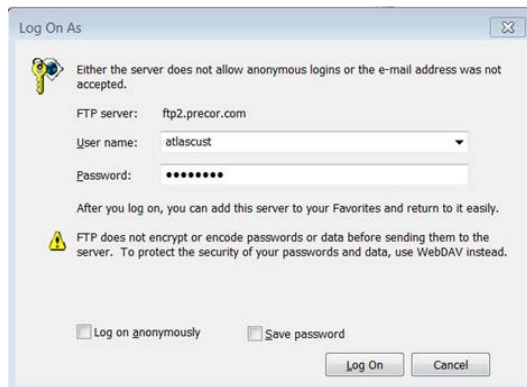 Log On As
Either the server does not allow anonymous logins or the e-mail address was not
accepted.
FTP server: ftp2.precor.com
User name: atlascust
Password: ••••••••
After you log on, you can add this server to your Favorites and return to it easily.
FTP does not encrypt or encode passwords or data before sending them to the
server. To protect the security of your passwords and data, use WebDAV instead.
Log on anonymously Save password
Log On Cancel